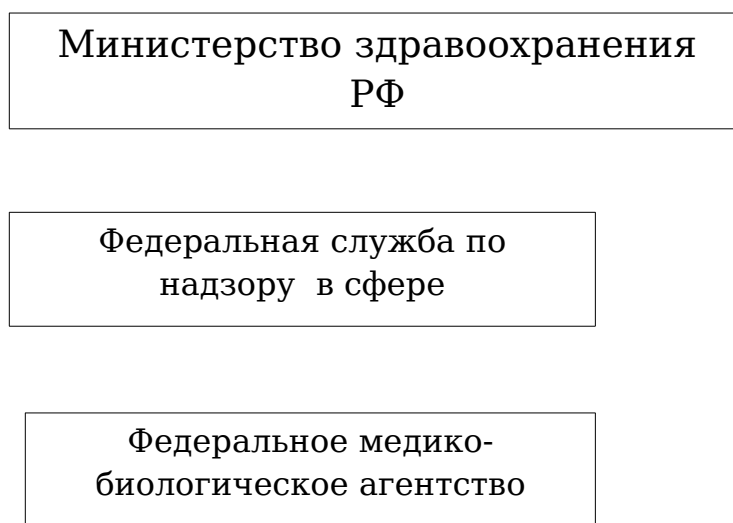 Министерство здравоохранения
РФ
Федеральная служба по
надзору  в сфере
Федеральное медико-
биологическое агентство